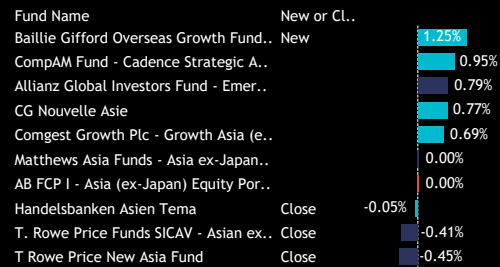 Fund Name New or Cl..
Baillie Gifford Overseas Growth Fund.. New 1.25%
CompAM Fund - Cadence Strategic A.. 0.95%
Allianz Global Investors Fund - Emer.. 0.79%
CG Nouvelle Asie 0.77%
Comgest Growth Plc - Growth Asia (e.. 0.69%
Matthews Asia Funds - Asia ex-Japan.. 0.00%
AB FCP I - Asia (ex-Japan) Equity Por.. 0.00%
Handelsbanken Asien Tema Close -0.05%
T. Rowe Price Funds SICAV - Asian ex.. Close -0.41%
T Rowe Price New Asia Fund Close -0.45%